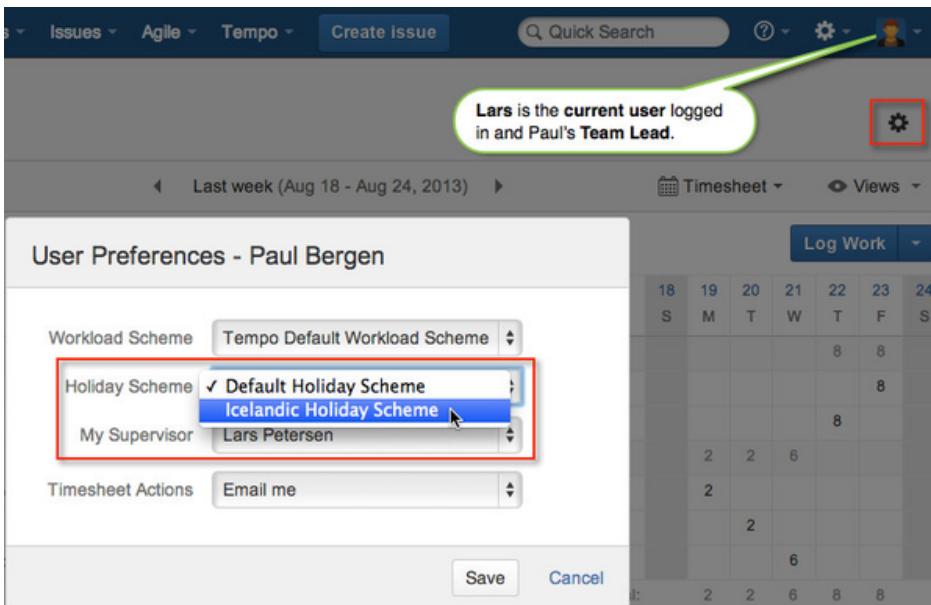 s Issues Agile Tempo Create issue Quick Search
Lars is the current user logged
in and Paul's Team Lead.
Last week (Aug 18 - Aug 24, 2013) Timesheet Views
Log Work
User Preferences - Paul Bergen
18 19 20 21 22 23 24
S M T W T F S
Workload Scheme Tempo Default Workload Scheme
8 8
Holiday Scheme ✓ Default Holiday Scheme
8
Icelandic Holiday Scheme
8
My Supervisor Lars Petersen
2 2 6
Timesheet Actions Email me
2
2
6
Save Cancel
2 2 6 8 8